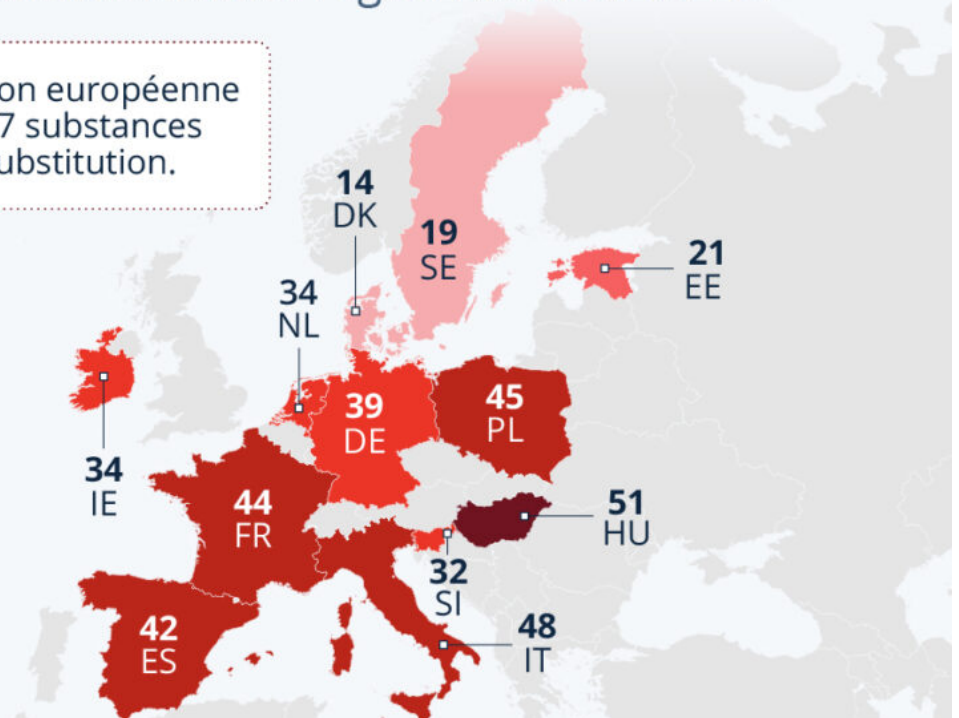 on européenne
7 substances
ubstitution.
14
DK
19
SE
21
EE
34
NL
39
DE
45
PL
34
IE
44
FR
51
HU
32
SI
42
ES
48
IT